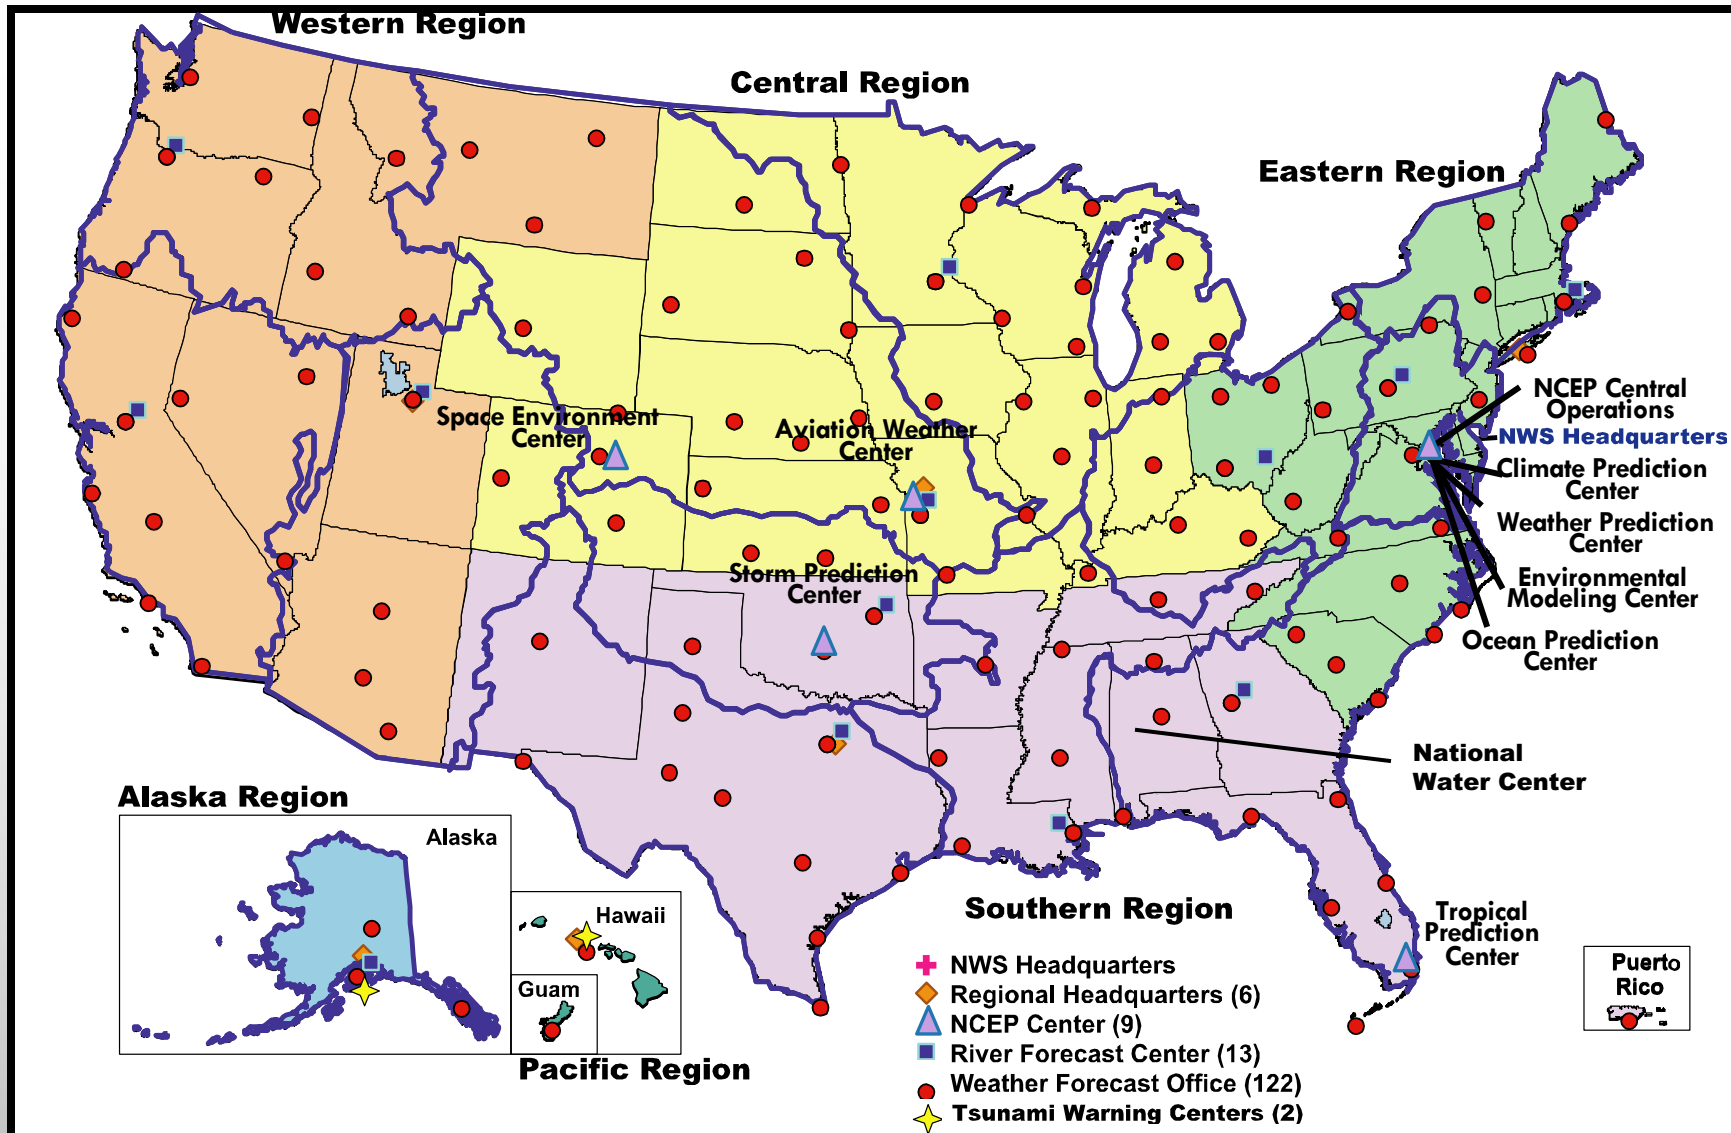 Western Region
Central Region
Eastern Region
NCEP Central
Operations
NWS Headquarters
Climate Prediction
Center
Weather Prediction
Center
Environmental
Modeling Center
Ocean Prediction
Center
Space Environment
Center
Aviation Weather
Center
Storm Prediction
Center
National
Water Center
Alaska Region
Alaska
Hawaii
Guam
Pacific Region
Southern Region
Tropical
Prediction
Center
Puerto
Rico
NWS Headquarters
Regional Headquarters (6)
NCEP Center (9)
River Forecast Center (13)
Weather Forecast Office (122)
Tsunami Warning Centers (2)